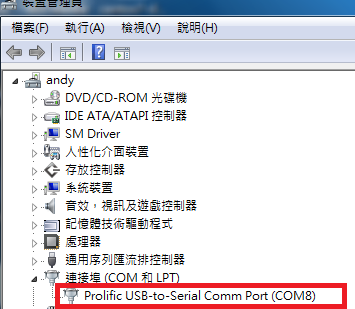 裝置管理員
檔案(F) 執行(A) 檢視(V) 說明(H)
andy
DVD/CD-ROM 光碟機
IDE ATA/ATAPI 控制器
SM Driver
人性化介面裝置
存放控制器
系統裝置
音效，視訊及遊戲控制器
記憶體技術驅動程式
處理器
通用序列匯流排控制器
連接埠 (COM 和 LPT)
Prolific USB-to-Serial Comm Port (COM8)